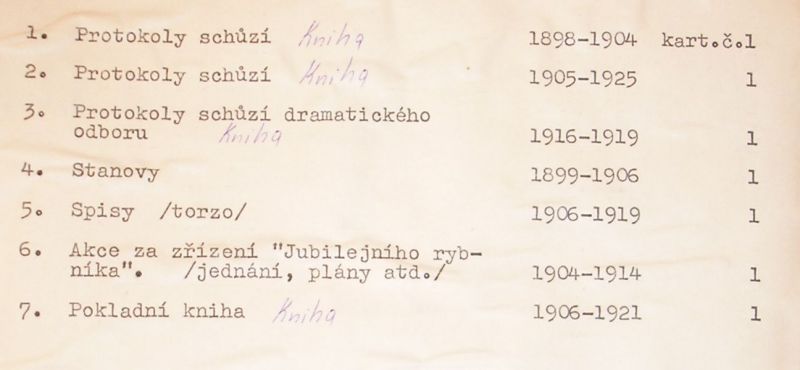 1. Protokoly schůzí Kniha 1898-1904 kart.č.1
2. Protokoly schůzí Kniha 1905-1925 1
3. Protokoly schůzí dramatického
odboru Kniha 1916-1919 1
4. Stanovy 1899-1906 1
5. Spisy /torzo/ 1906-1919 1
6. Akce za zřízení "Jubilejního ryb-
níka". /jednání, plány atd./ 1904-1914 1
7. Pokladní kniha Kniha 1906-1921 1